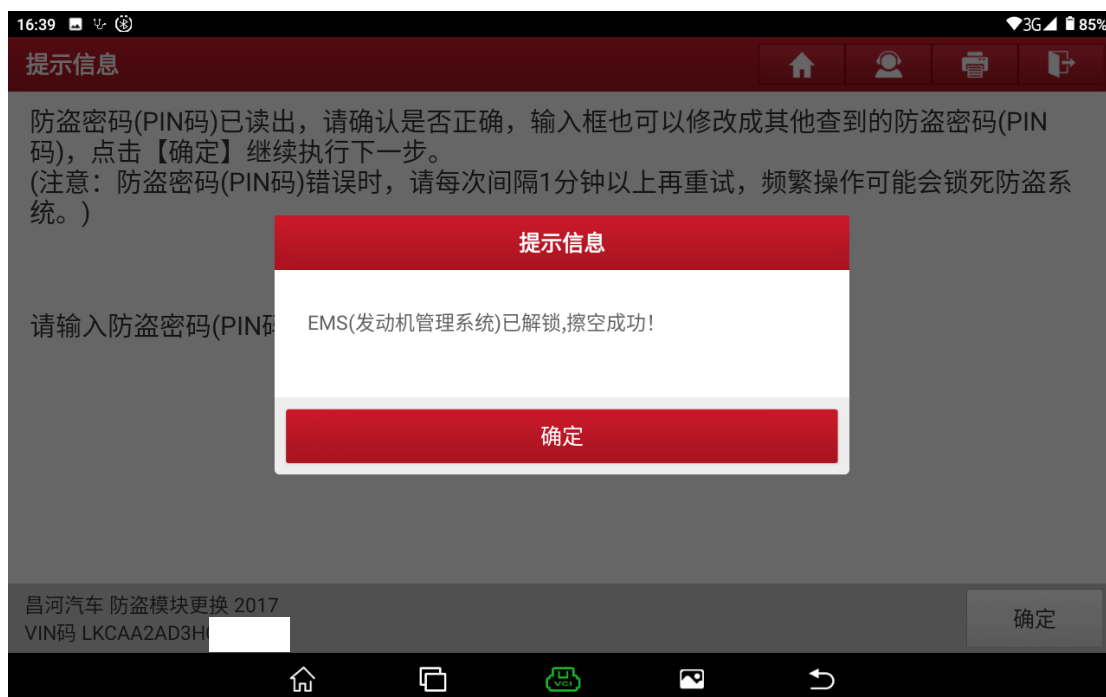 16:39
3G 85%
提示信息
防盗密码(PIN码)已读出，请确认是否正确，输入框也可以修改成其他查到的防盗密码(PIN
码)，点击【确定】继续执行下一步。
(注意：防盗密码(PIN码)错误时，请每次间隔1分钟以上再重试，频繁操作可能会锁死防盗系
统。)
提示信息
请输入防盗密码(PIN
EMS(发动机管理系统)已解锁,擦空成功!
确定
昌河汽车 防盗模块更换 2017
VIN码 LKCAA2AD3H
确定
VCI